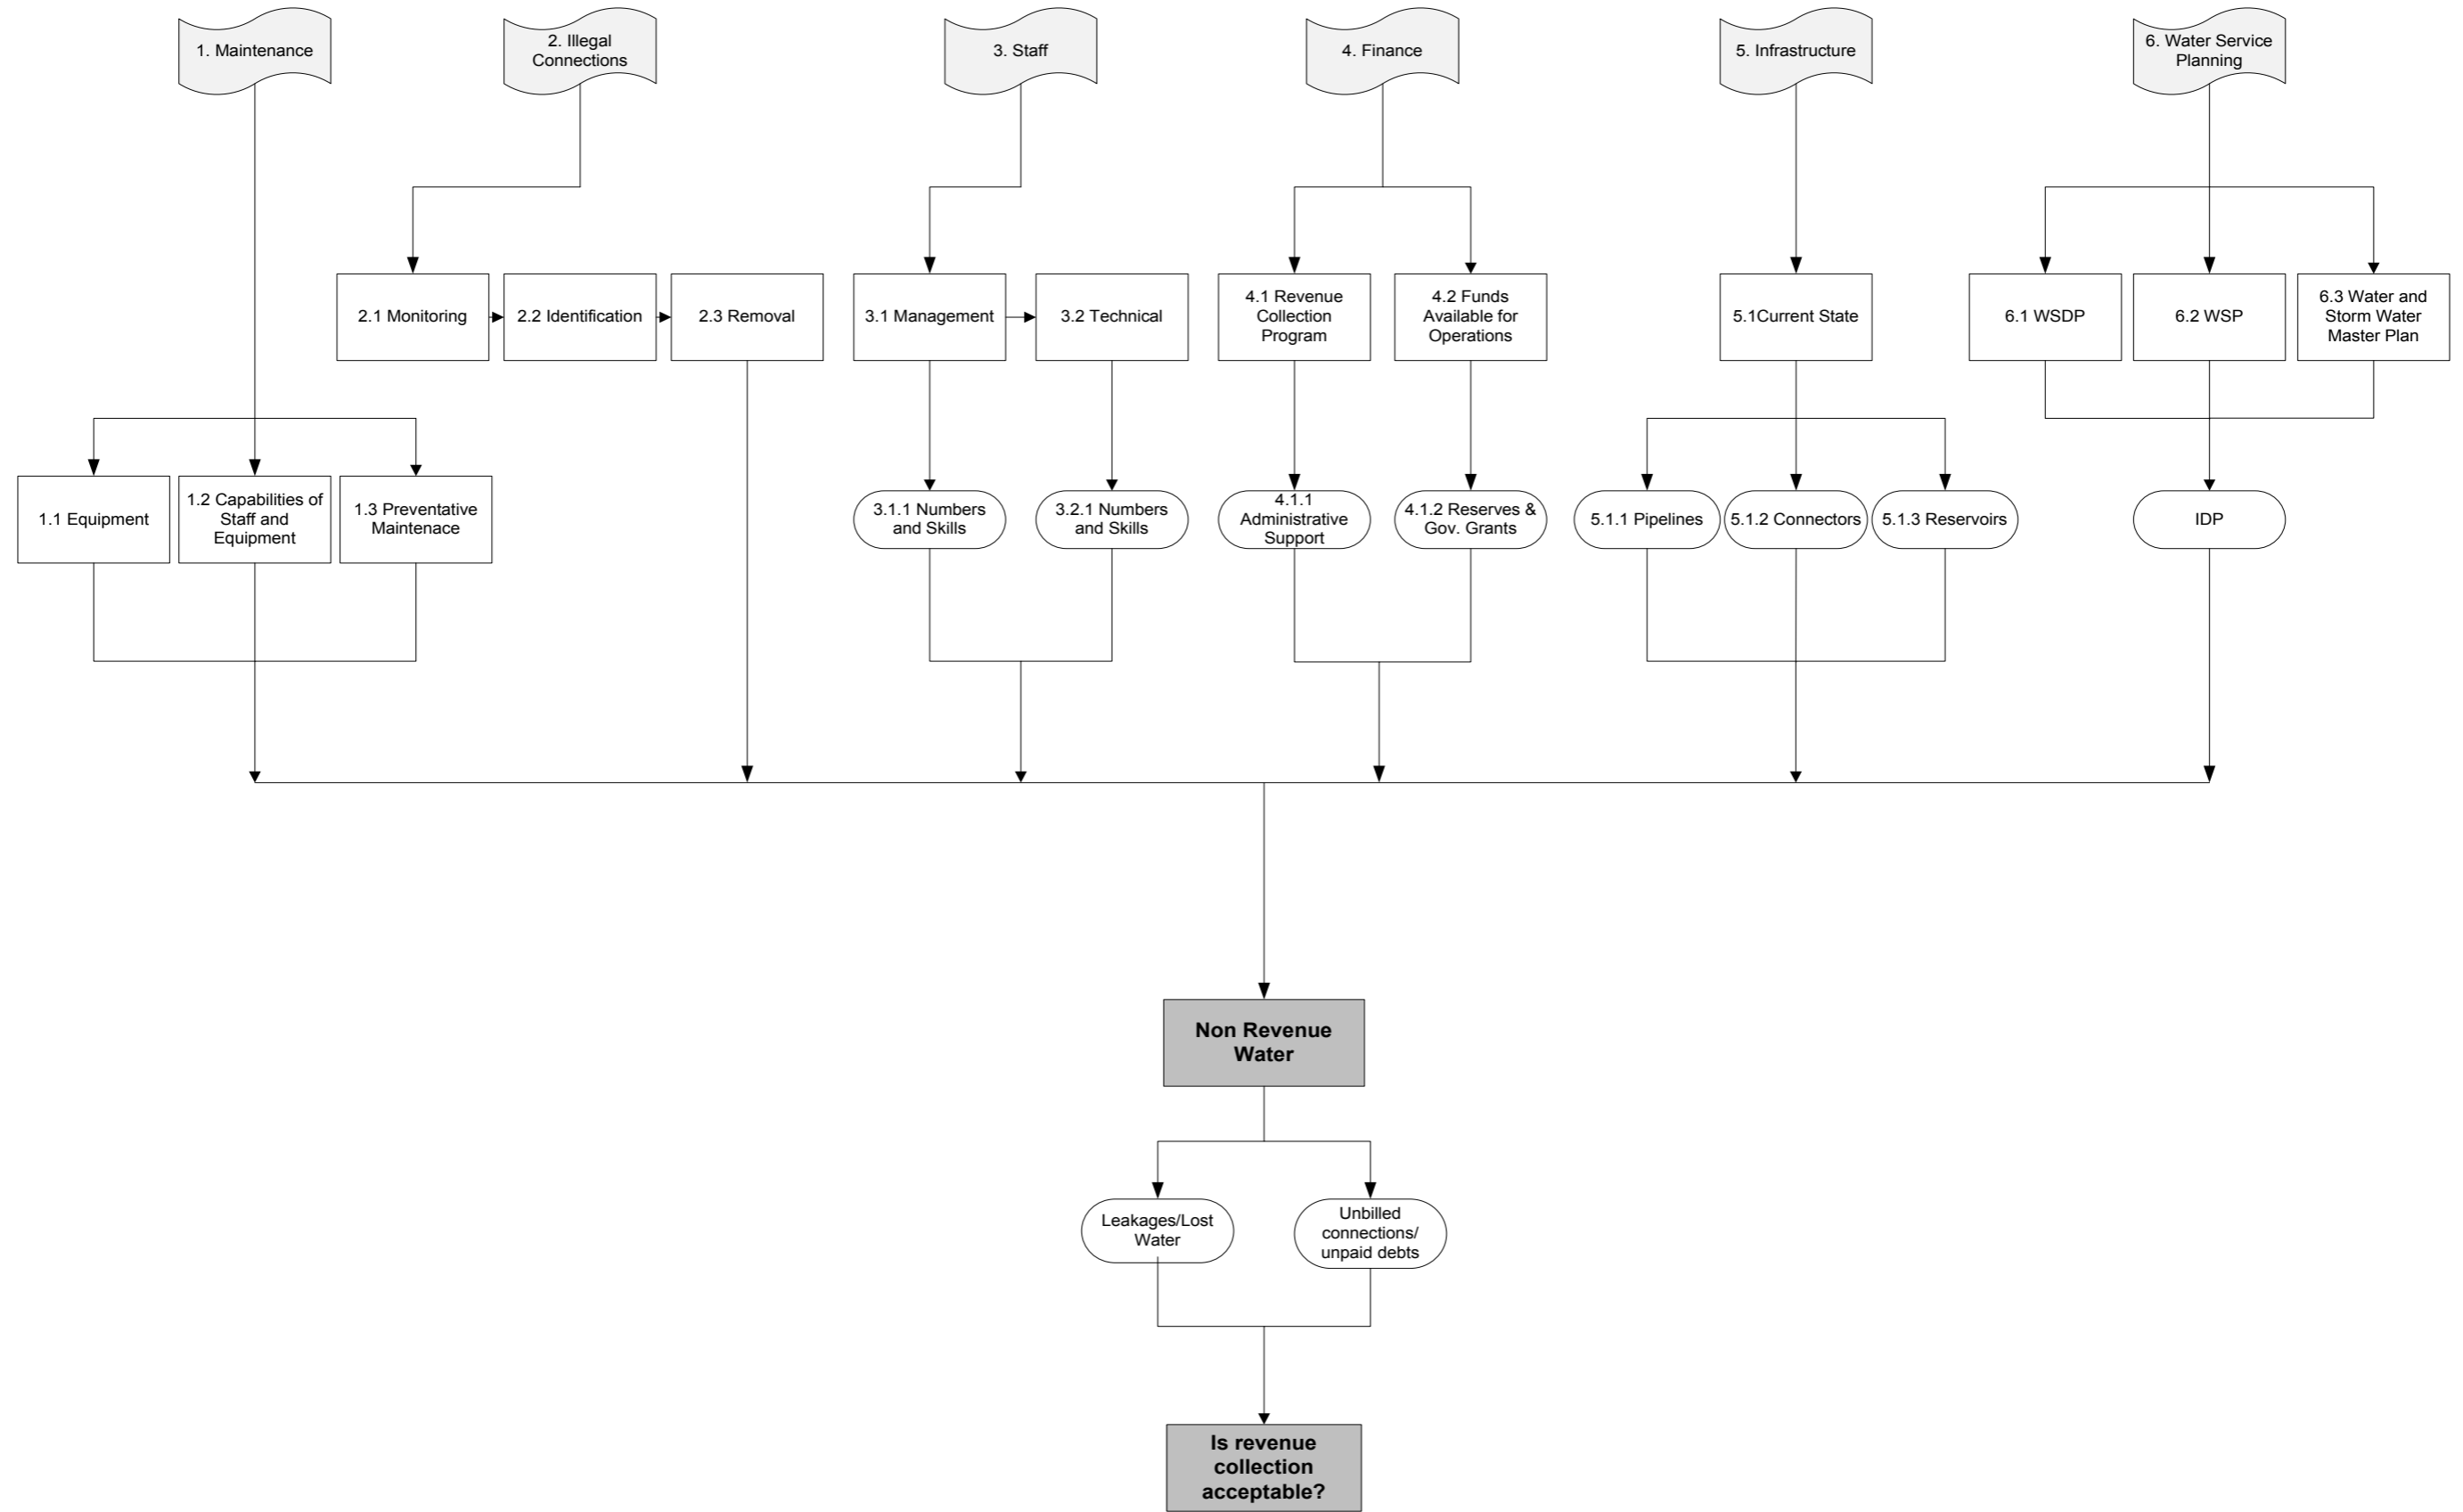 1. Maintenance
2. Illegal
Connections
3. Staff
4. Finance
5. Infrastructure
6. Water Service
Planning
2.1 Monitoring
2.2 Identification
2.3 Removal
3.1 Management
3.2 Technical
4.1 Revenue
Collection
Program
4.2 Funds
Available for
Operations
5.1Current State
6.1 WSDP
6.2 WSP
6.3 Water and
Storm Water
Master Plan
1.1 Equipment
1.2 Capabilities of
Staff and
Equipment
1.3 Preventative
Maintenace
3.1.1 Numbers
and Skills
3.2.1 Numbers
and Skills
4.1.1
Administrative
Support
4.1.2 Reserves &
Gov. Grants
5.1.1 Pipelines
5.1.2 Connectors
5.1.3 Reservoirs
IDP
Non Revenue
Water
Leakages/Lost
Water
Unbilled
connections/
unpaid debts
Is revenue
collection
acceptable?